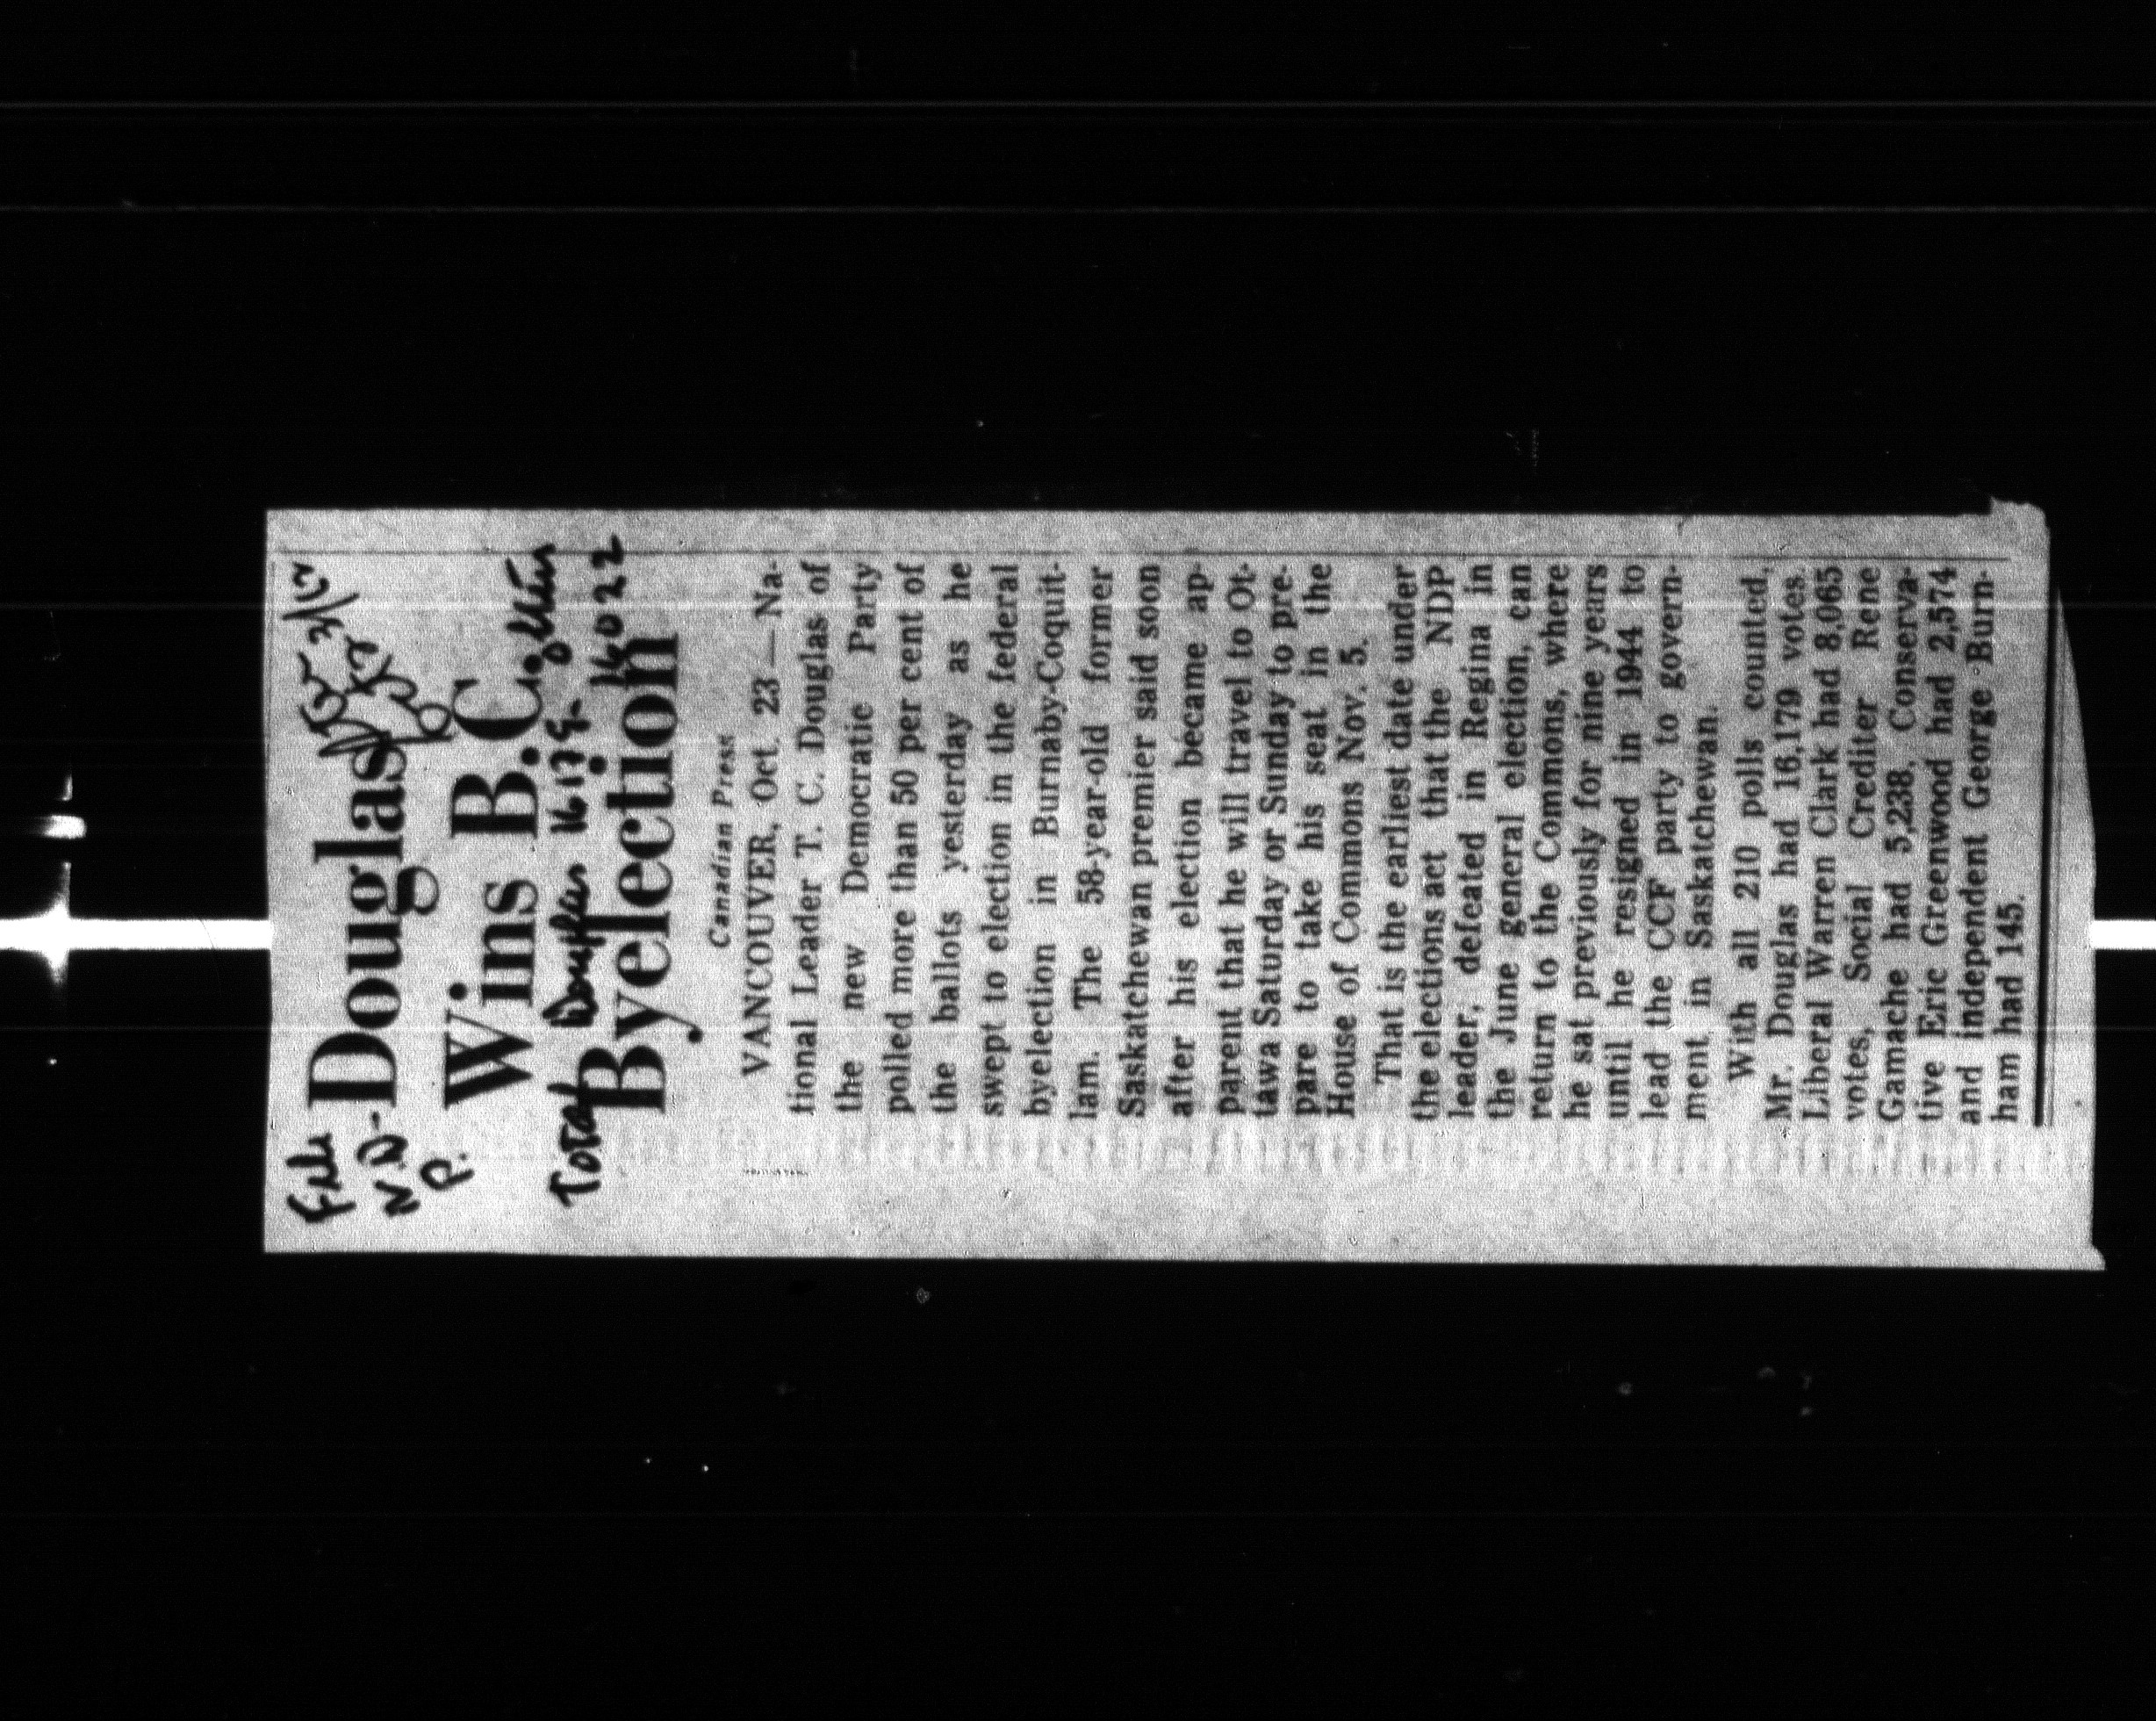 File
N.D.
P.
Douglas
Wins B.C.
Total Douglas 16179 - others
16022
Byelection
Canadian Press
VANCOUVER, Oct. 23 — Na-
tional Leader T. C. Douglas of
the new Democratic Party
polled more than 50 per cent of
the ballots yesterday as he
swept to election in the federal
byelection in Burnaby-Coquit-
lam. The 58-year-old former
Saskatchewan premier said soon
after his election became ap-
parent that he will travel to Ot-
tawa Saturday or Sunday to pre-
pare to take his seat in the
House of Commons Nov. 5.
That is the earliest date under
the elections act that the NDP
leader, defeated in Regina in
the June general election, can
return to the Commons, where
he sat previously for nine years
until he resigned in 1944 to
lead the CCF party to govern-
ment in Saskatchewan.
With all 210 polls counted,
Mr. Douglas had 16,179 votes.
Liberal Warren Clark had 8,065
votes, Social Crediter Rene
Gamache had 5,238, Conserva-
tive Eric Greenwood had 2,574
and independent George Burn-
ham had 145.